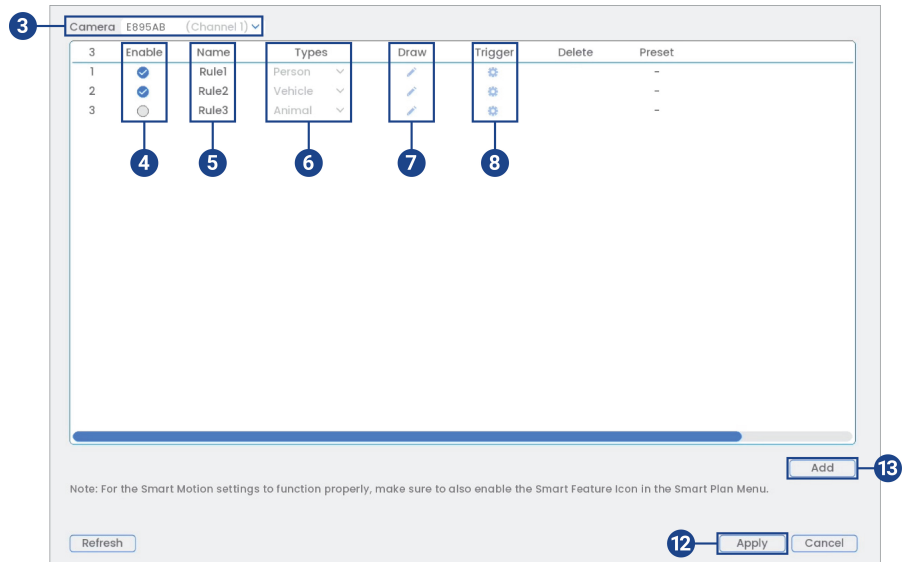 3 Camera E895AB (Channel 1)
3 Enable Name Types Draw Trigger Delete Preset
1 Rule1 Person -
2 Rule2 Vehicle -
3 Rule3 Animal -
4 5 6 7 8
Add 13
Note: For the Smart Motion settings to function properly, make sure to also enable the Smart Feature Icon in the Smart Plan Menu.
Refresh 12 Apply Cancel